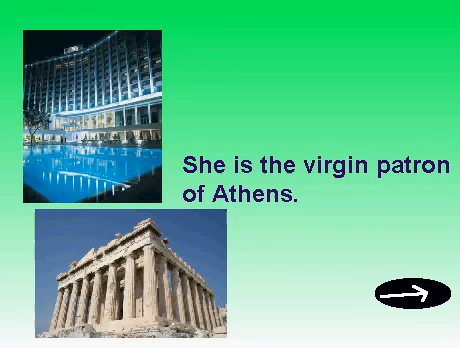 She is the virgin patron
of Athens.